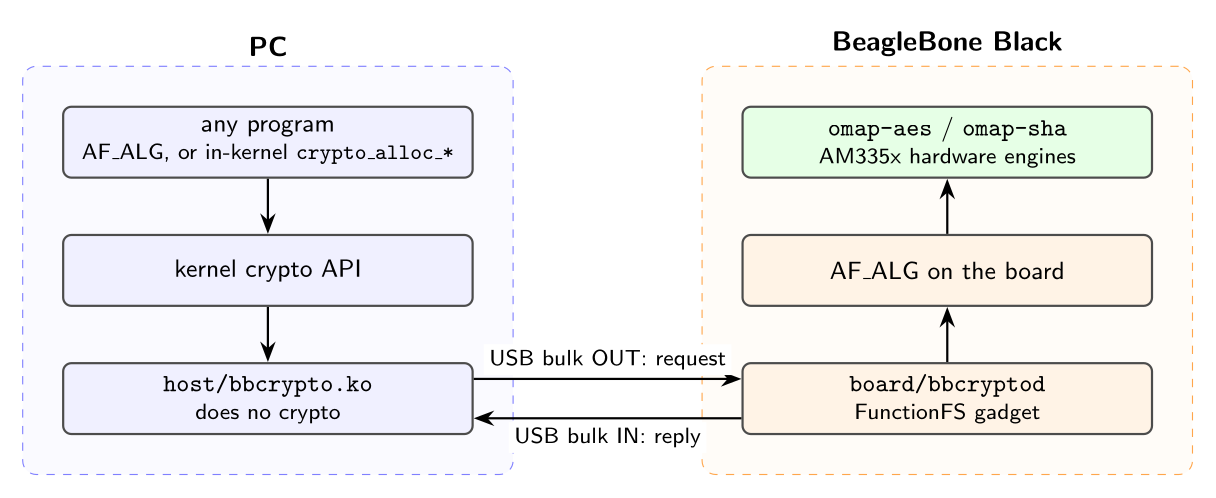 PC
any program
AF_ALG, or in-kernel crypto_alloc_*
kernel crypto API
host/bbcrypto.ko
does no crypto
USB bulk OUT: request
USB bulk IN: reply
BeagleBone Black
omap-aes / omap-sha
AM335x hardware engines
AF_ALG on the board
board/bbcryptod
FunctionFS gadget